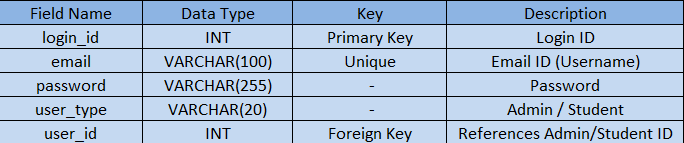 Field Name Data Type Key Description
login_id INT Primary Key Login ID
email VARCHAR(100) Unique Email ID (Username)
password VARCHAR(255) - Password
user_type VARCHAR(20) - Admin / Student
user_id INT Foreign Key References Admin/Student ID